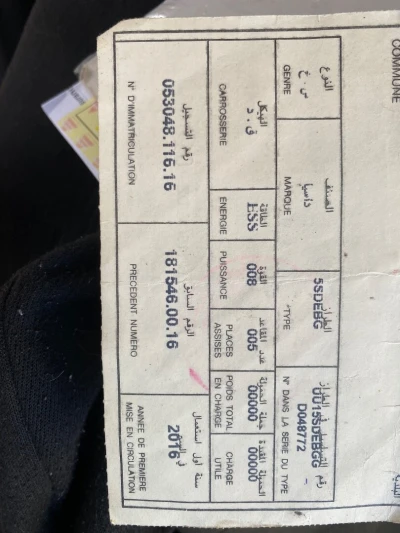 COMMUNE
النوع
س . خ
GENRE
الصنف
داسيا
MARQUE
الطراز
5SDEBG
TYPE
رقم التسلسل في الطراز
UU15SDEBGG
D048772
N° DANS LA SERIE DU TYPE
الهيكل
ق . د
CARROSSERIE
الطاقة
ESS
ENERGIE
القوة
008
PUISSANCE
عدد المقاعد
005
PLACES
ASSISES
جملة الحمولة
00000
POIDS TOTAL
EN CHARGE
الحمولة المفيدة
00000
CHARGE
UTILE
رقم التسجيل
053048.116.16
N° D'IMMATRICULATION
الرقم السابق
181546.00.16
PRECEDENT NUMERO
سنة أول استعمال
2016
ANNEE DE PREMIERE
MISE EN CIRCULATION